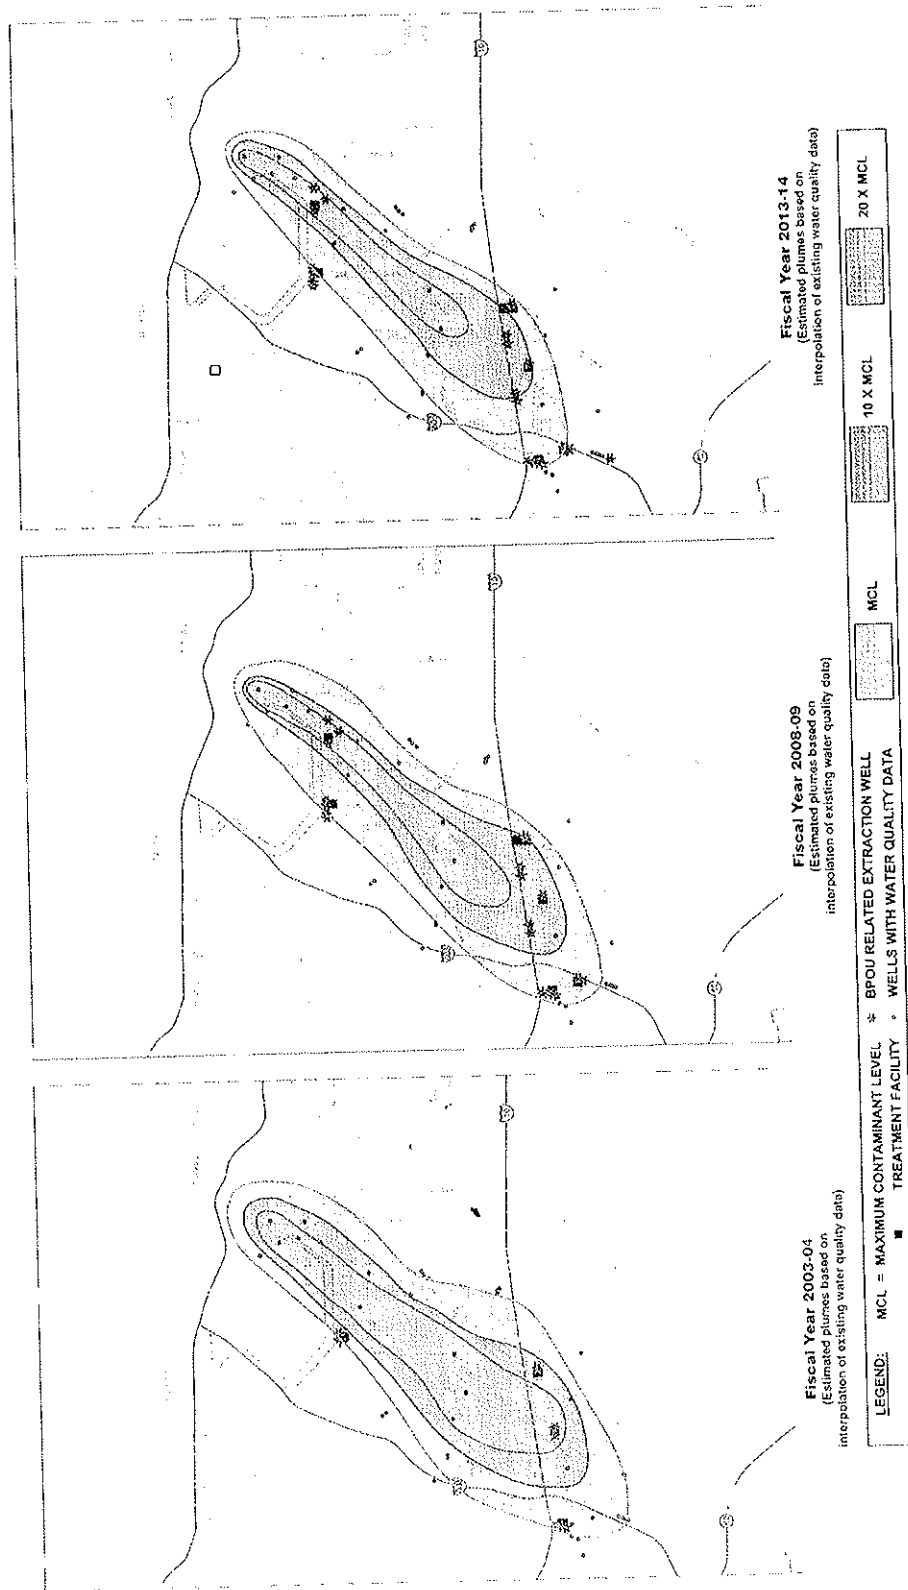 Fiscal Year 2003-04
(Estimated plumes based on
interpolation of existing water quality data)
Fiscal Year 2008-09
(Estimated plumes based on
interpolation of existing water quality data)
Fiscal Year 2013-14
(Estimated plumes based on
interpolation of existing water quality data)
10
10
LEGEND:
MCL = MAXIMUM CONTAMINANT LEVEL
BPOU RELATED EXTRACTION WELL
MCL
10 X MCL
20 X MCL
TREATMENT FACILITY
WELLS WITH WATER QUALITY DATA